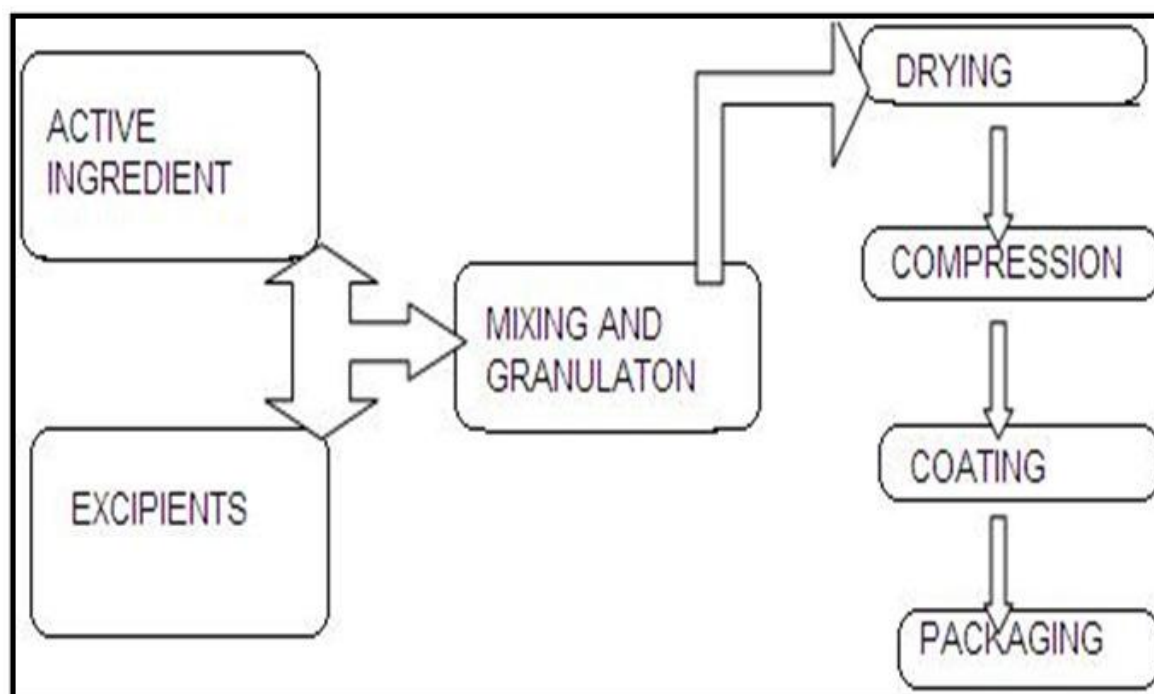 ACTIVE
INGREDIENT
EXCIPIENTS
MIXING AND
GRANULATON
DRYING
COMPRESSION
COATING
PACKAGING